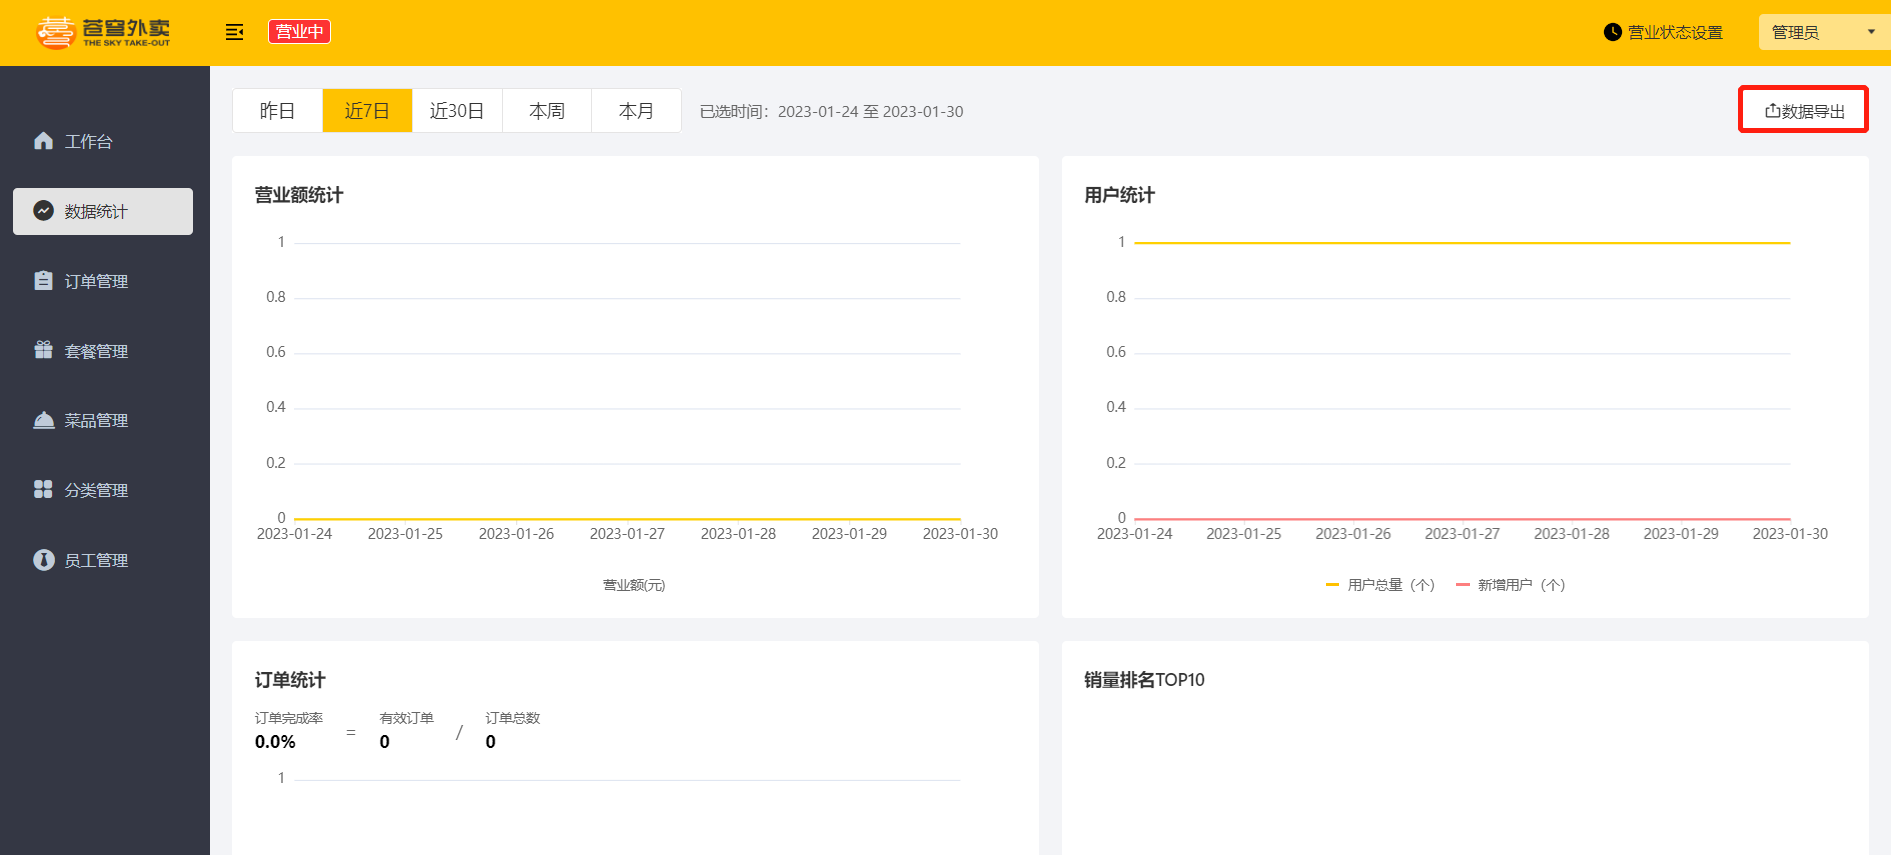 苍穹外卖
THE SKY TAKE-OUT
营业中
营业状态设置
管理员
工作台
数据统计
订单管理
套餐管理
菜品管理
分类管理
员工管理
昨日 近7日 近30日 本周 本月 已选时间：2023-01-24 至 2023-01-30
数据导出
营业额统计
1
0.8
0.6
0.4
0.2
0
2023-01-24 2023-01-25 2023-01-26 2023-01-27 2023-01-28 2023-01-29 2023-01-30
营业额(元)
用户统计
1
0.8
0.6
0.4
0.2
0
2023-01-24 2023-01-25 2023-01-26 2023-01-27 2023-01-28 2023-01-29 2023-01-30
用户总量（个） 新增用户（个）
订单统计
订单完成率 有效订单 订单总数
0.0% = 0 / 0
1
销量排名TOP10